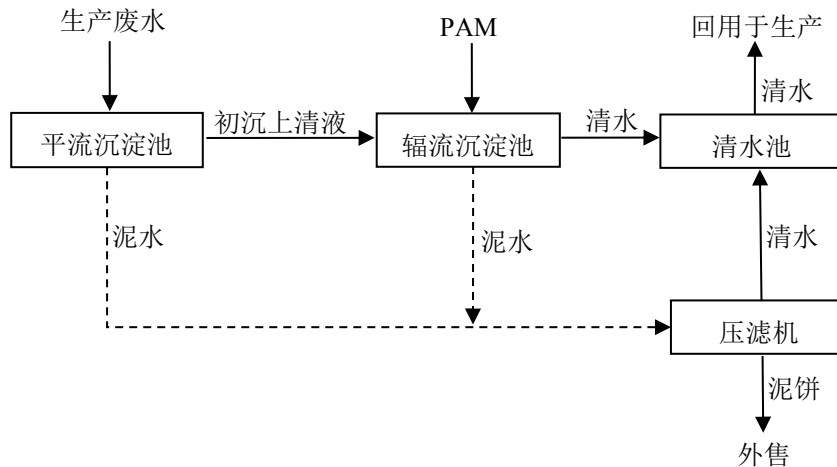 生产废水
PAM
回用于生产
清水
平流沉淀池
初沉上清液
辐流沉淀池
清水
清水池
泥水
泥水
清水
压滤机
泥饼
外售